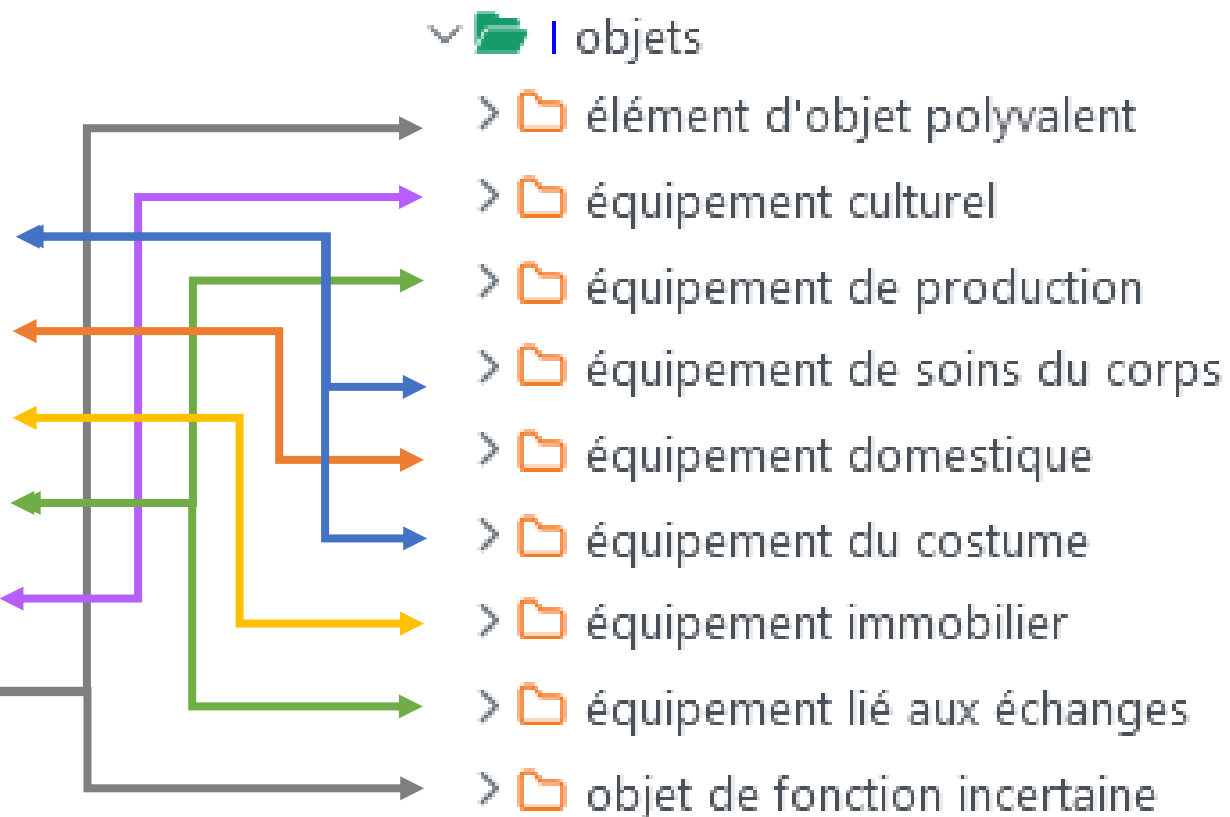 | objets
élément d'objet polyvalent
équipement culturel
équipement de production
équipement de soins du corps
équipement domestique
équipement du costume
équipement immobilier
équipement lié aux échanges
objet de fonction incertaine